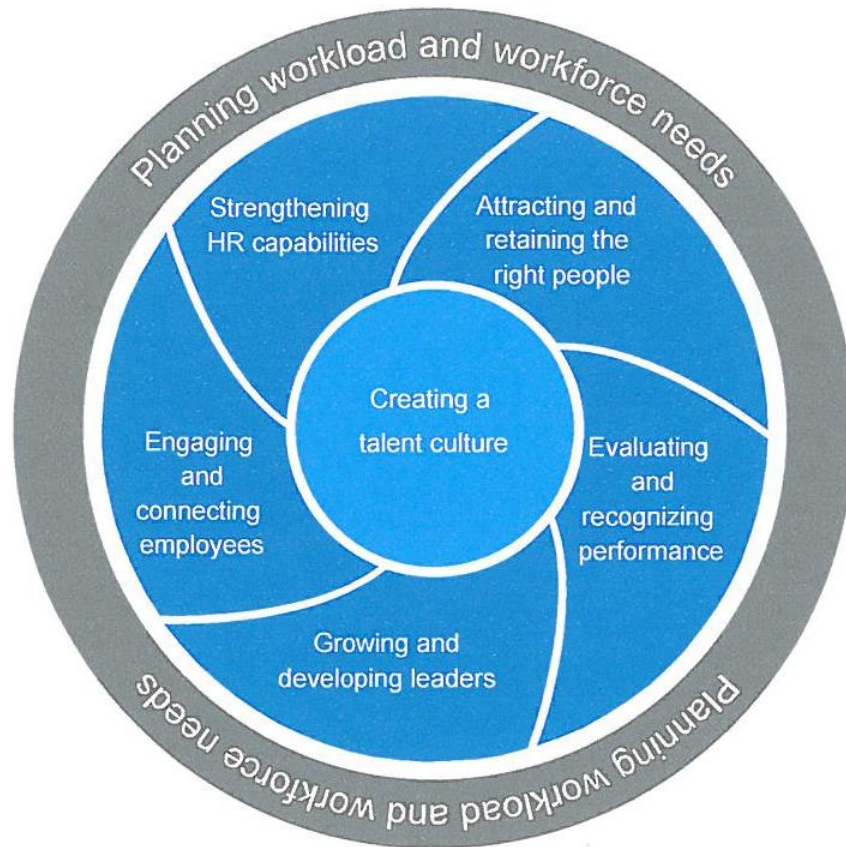 Planning workload and workforce needs
Strengthening
HR capabilities
Attracting and
retaining the
right people
Creating a
talent culture
Engaging
and
connecting
employees
Evaluating
and
recognizing
performance
Growing and
developing leaders
Planning workload and workforce needs